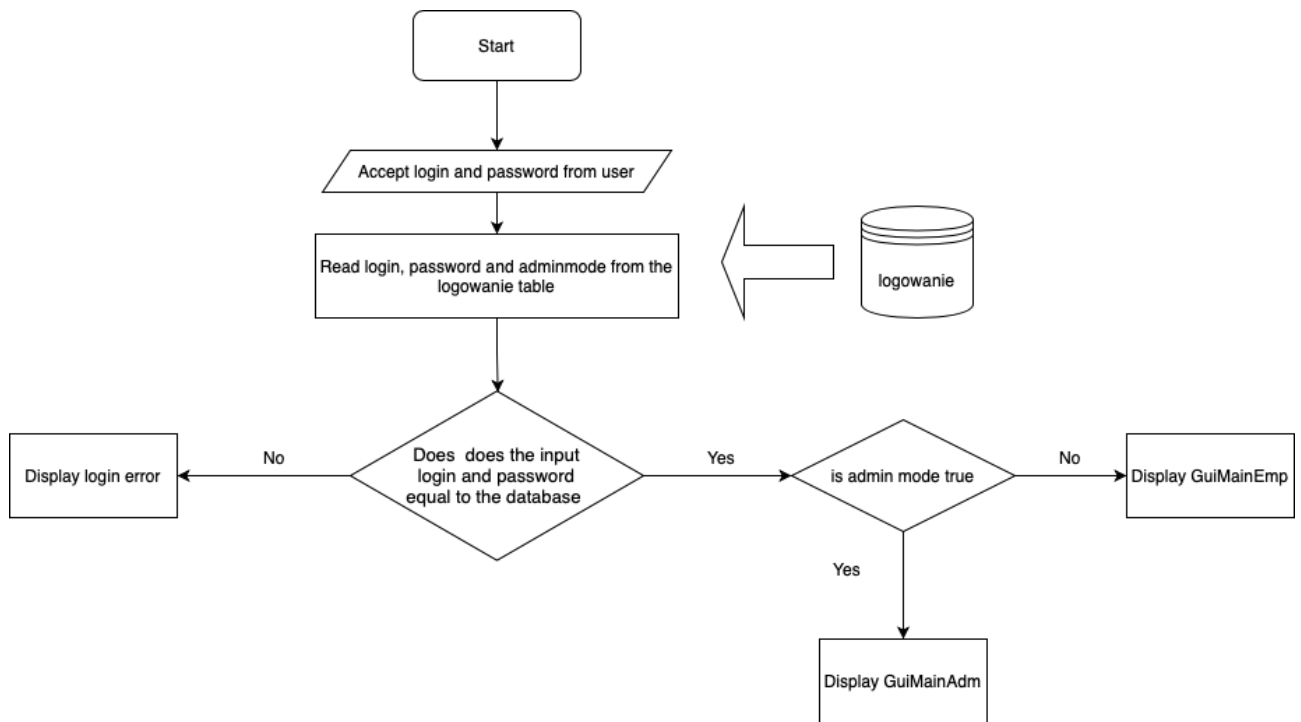 Start
Accept login and password from user
Read login, password and adminmode from the
logowanie table
logowanie
Does does the input
login and password
equal to the database
No
Display login error
Yes
is admin mode true
No
Display GuiMainEmp
Yes
Display GuiMainAdm